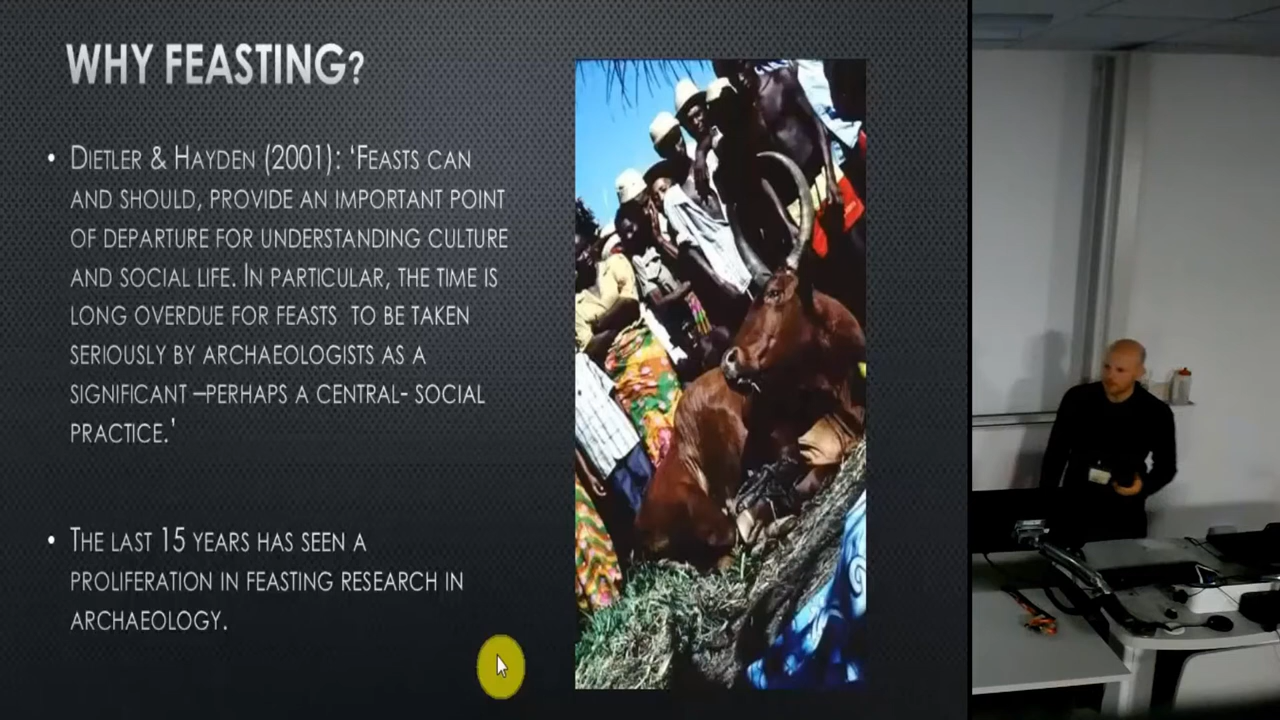 WHY FEASTING?
• DIETLER & HAYDEN (2001): ‘FEASTS CAN
AND SHOULD, PROVIDE AN IMPORTANT POINT
OF DEPARTURE FOR UNDERSTANDING CULTURE
AND SOCIAL LIFE. IN PARTICULAR, THE TIME IS
LONG OVERDUE FOR FEASTS TO BE TAKEN
SERIOUSLY BY ARCHAEOLOGISTS AS A
SIGNIFICANT –PERHAPS A CENTRAL- SOCIAL
PRACTICE.’
• THE LAST 15 YEARS HAS SEEN A
PROLIFERATION IN FEASTING RESEARCH IN
ARCHAEOLOGY.